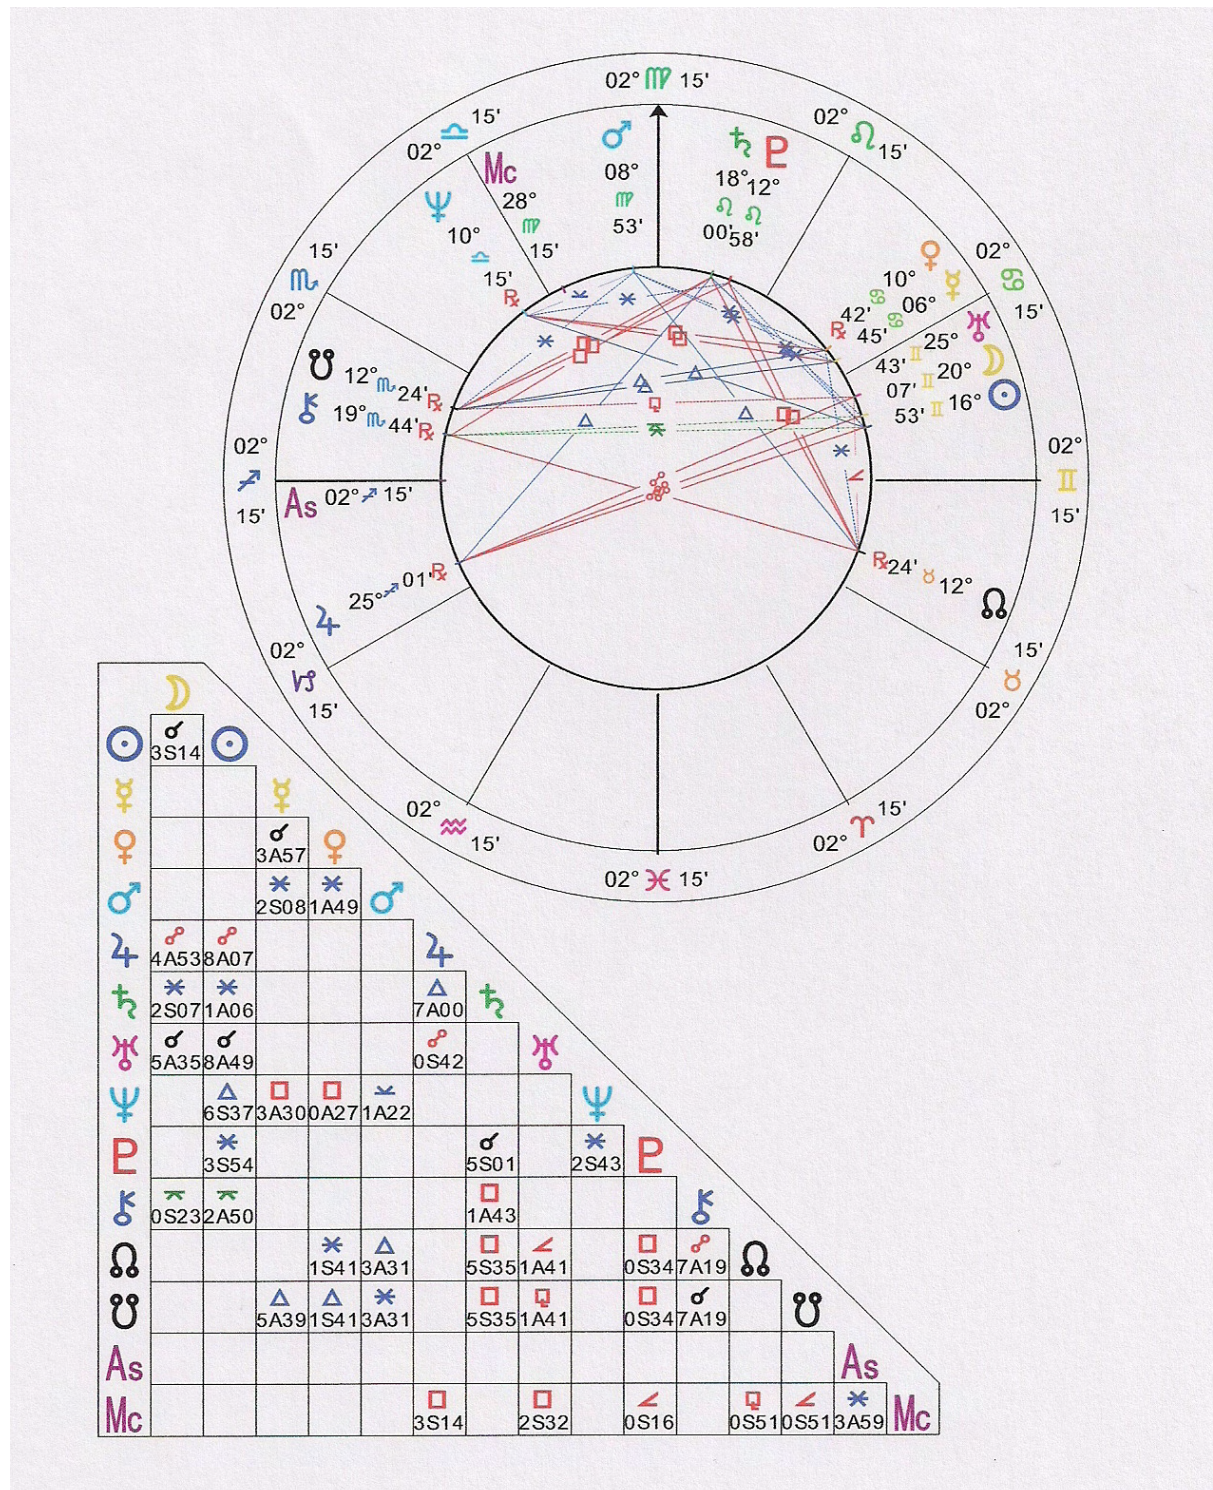 02° ♍ 15'
02° ♎ 15'
02° ♌ 15'
Mc 28° ♍ 15'
♂ 08° ♍ 53'
♄ 18° ♌ 00'
♇ 12° ♌ 58'
♆ 10° ♎ 15' ℞
♀ 10° ♋ 42'
☿ 06° ♋ 45' ℞
02° ♋ 15'
15' ♏ 02°
♅ 25° ♊ 43'
☽ 20° ♊ 07'
☉ 16° ♊ 53'
☋ 12° ♏ 24' ℞
⚷ 19° ♏ 44' ℞
02° ♐ 15'
As 02° ♐ 15'
02° ♊ 15'
♃ 25° ♐ 01' ℞
℞ 24' ♉ 12° ☊
02° ♑ 15'
15' ♉ 02°
02° ♒ 15'
02° ♈ 15'
02° ♓ 15'
☽
☉ ☌ 3S14 ☉
☿ ☿
♀ ☌ 3A57 ♀
♂ ⚹ 2S08 ⚹ 1A49 ♂
♃ ☍ 4A53 ☍ 8A07 ♃
♄ ⚹ 2S07 ⚹ 1A06 △ 7A00 ♄
♅ ☌ 5A35 ☌ 8A49 ☍ 0S42 ♅
♆ △ 6S37 □ 3A30 □ 0A27 ⚺ 1A22 ♆
♇ ⚹ 3S54 ☌ 5S01 ⚹ 2S43 ♇
⚷ ⚻ 0S23 ⚻ 2A50 □ 1A43 ⚷
☊ ⚹ 1S41 △ 3A31 □ 5S35 ∠ 1A41 □ 0S34 ☍ 7A19 ☊
☋ △ 5A39 △ 1S41 ⚹ 3A31 □ 5S35 ⚼ 1A41 □ 0S34 ☌ 7A19 ☋
As As
Mc □ 3S14 □ 2S32 ∠ 0S16 ⚼ 0S51 ∠ 0S51 ⚹ 3A59 Mc